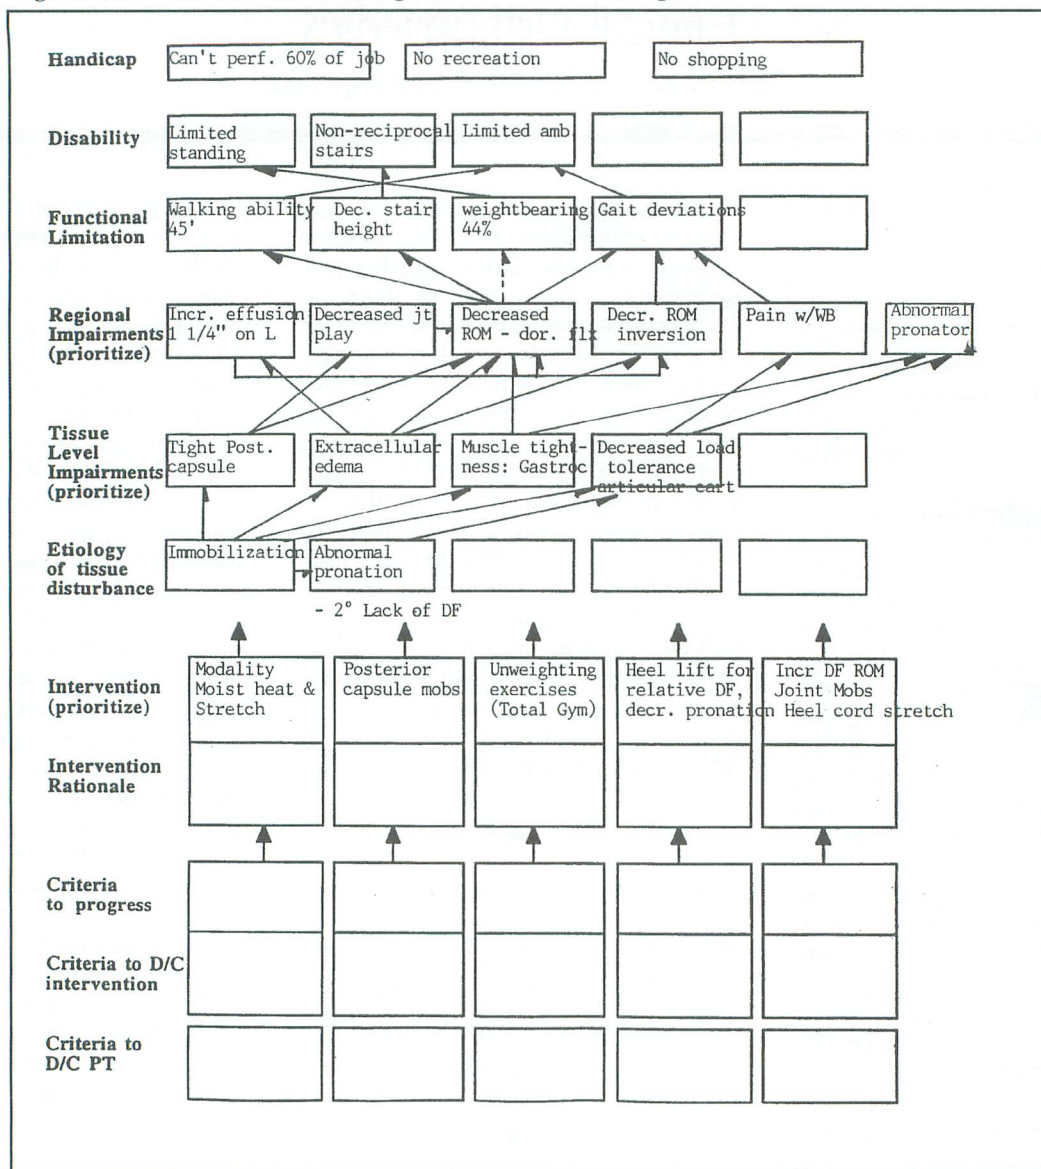 Handicap
Can't perf. 60% of job
No recreation
No shopping
Disability
Limited
standing
Non-reciprocal
stairs
Limited amb.
Functional
Limitation
Walking ability
45'
Dec. stair
height
weightbearing
44%
Gait deviations
Regional
Impairments
(prioritize)
Incr. effusion
1 1/4" on L
Decreased jt
play
Decreased
ROM - dor. flx
Decr. ROM
inversion
Pain w/WB
Abnormal
pronator
Tissue
Level
Impairments
(prioritize)
Tight Post.
capsule
Extracellular
edema
Muscle tight-
ness: Gastroc
Decreased load
tolerance
articular cart
Etiology
of tissue
disturbance
Immobilization
Abnormal
pronation
- 2° Lack of DF
Intervention
(prioritize)
Modality
Moist heat &
Stretch
Posterior
capsule mobs
Unweighting
exercises
(Total Gym)
Heel lift for
relative DF,
decr. pronation
Incr DF ROM
Joint Mobs
Heel cord stretch
Intervention
Rationale
Criteria
to progress
Criteria to D/C
intervention
Criteria to
D/C PT